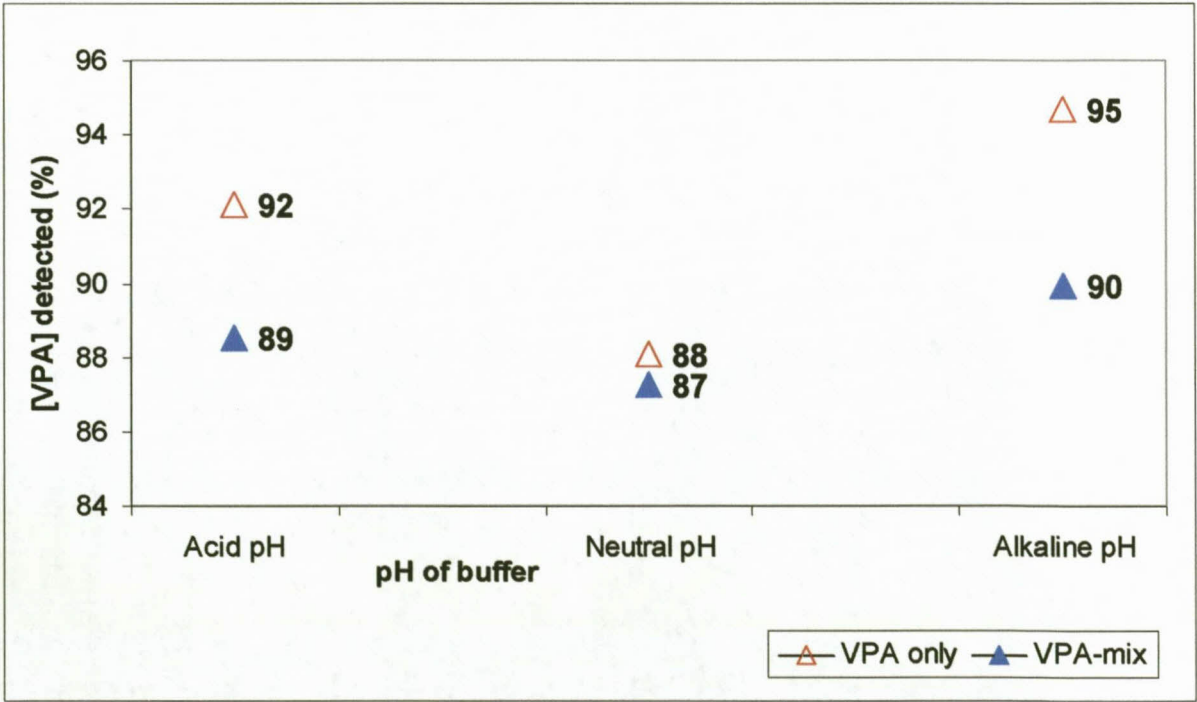 96
94
92
90
88
86
84
[VPA] detected (%)
92
89
88
87
95
90
Acid pH
Neutral pH
Alkaline pH
pH of buffer
VPA only
VPA-mix